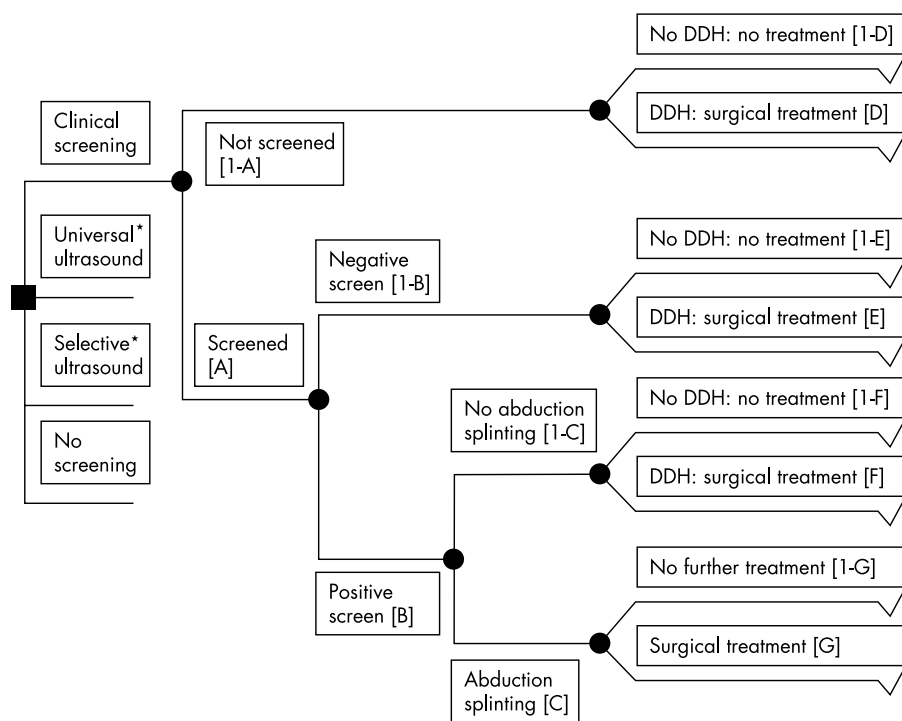 No DDH: no treatment [1-D]
Clinical
screening
DDH: surgical treatment [D]
Not screened
[1-A]
Universal*
ultrasound
No DDH: no treatment [1-E]
Negative
screen [1-B]
DDH: surgical treatment [E]
Selective*
ultrasound
Screened
[A]
No DDH: no treatment [1-F]
No abduction
splinting [1-C]
No
screening
DDH: surgical treatment [F]
No further treatment [1-G]
Positive
screen [B]
Surgical treatment [G]
Abduction
splinting [C]